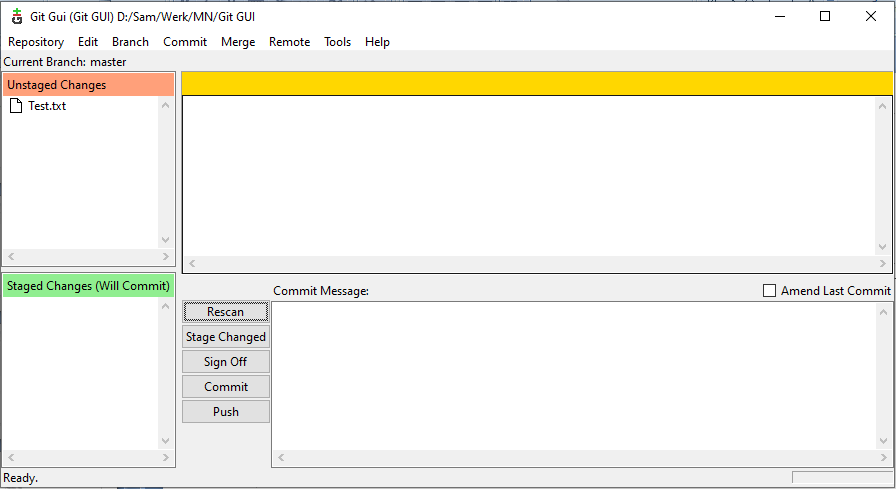 Git Gui (Git GUI) D:/Sam/Werk/MN/Git GUI
Repository Edit Branch Commit Merge Remote Tools Help
Current Branch: master
Unstaged Changes
Test.txt
Staged Changes (Will Commit)
Commit Message:
Amend Last Commit
Rescan
Stage Changed
Sign Off
Commit
Push
Ready.